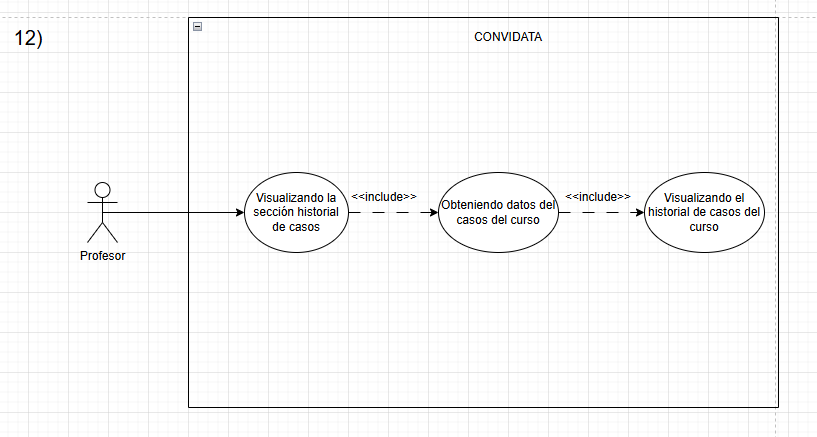 12)
CONVIDATA
Profesor
Visualizando la
sección historial
de casos
<<include>>
Obteniendo datos del
casos del curso
<<include>>
Visualizando el
historial de casos del
curso